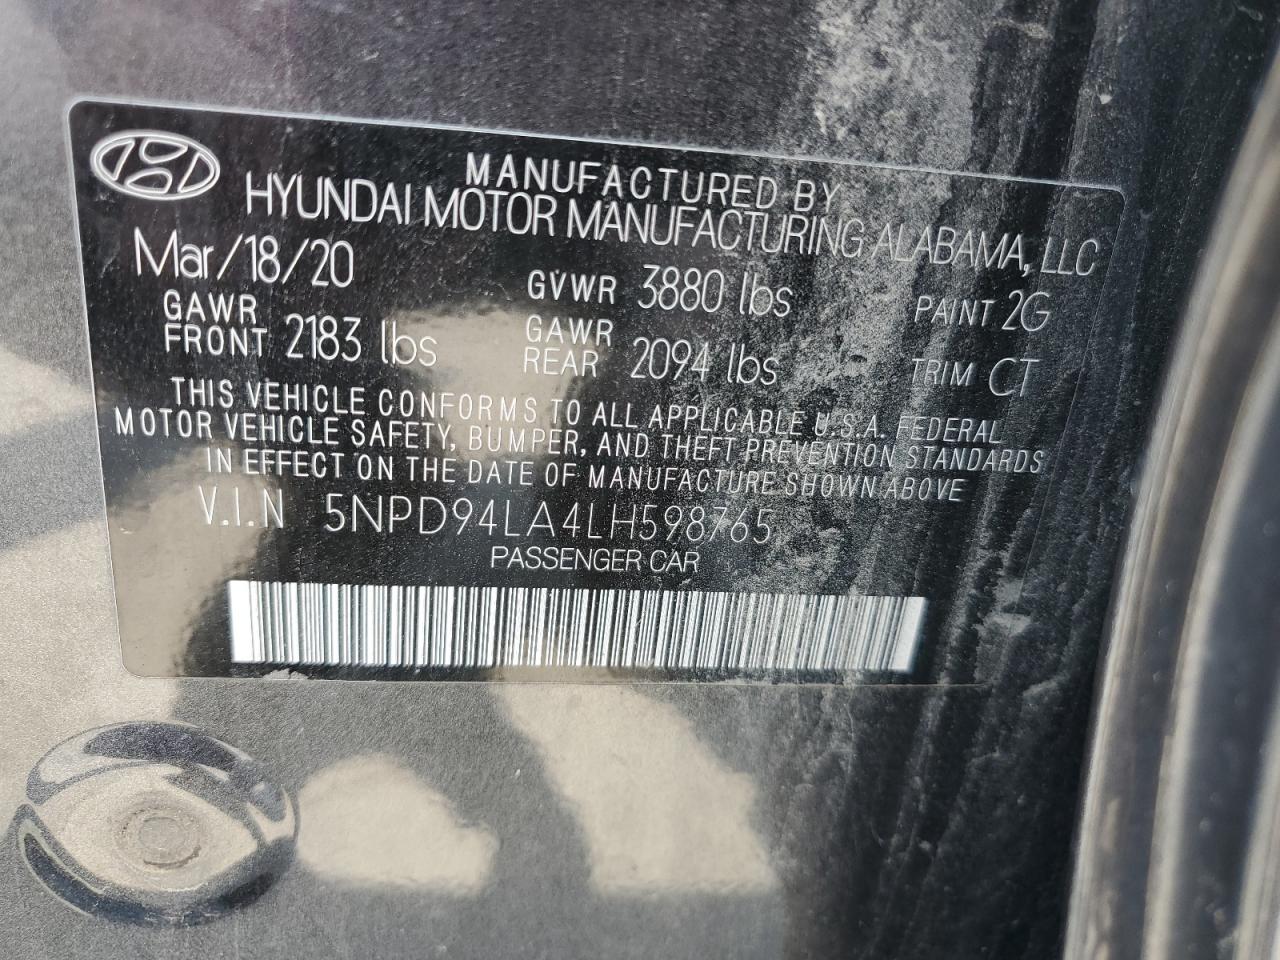 MANUFACTURED BY
HYUNDAI MOTOR MANUFACTURING ALABAMA, LLC
Mar/18/20 GVWR 3880 lbs PAINT 2G
GAWR FRONT 2183 lbs GAWR REAR 2094 lbs TRIM CT
THIS VEHICLE CONFORMS TO ALL APPLICABLE U.S.A. FEDERAL
MOTOR VEHICLE SAFETY, BUMPER, AND THEFT PREVENTION STANDARDS
IN EFFECT ON THE DATE OF MANUFACTURE SHOWN ABOVE
V.I.N 5NPD94LA4LH598765
PASSENGER CAR